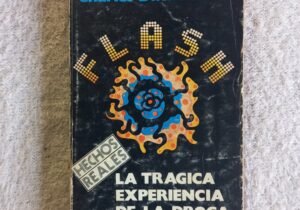 FLASH
HECHOS
REALES
LA TRAGICA
EXPERIENCIA
DE LA DROGA